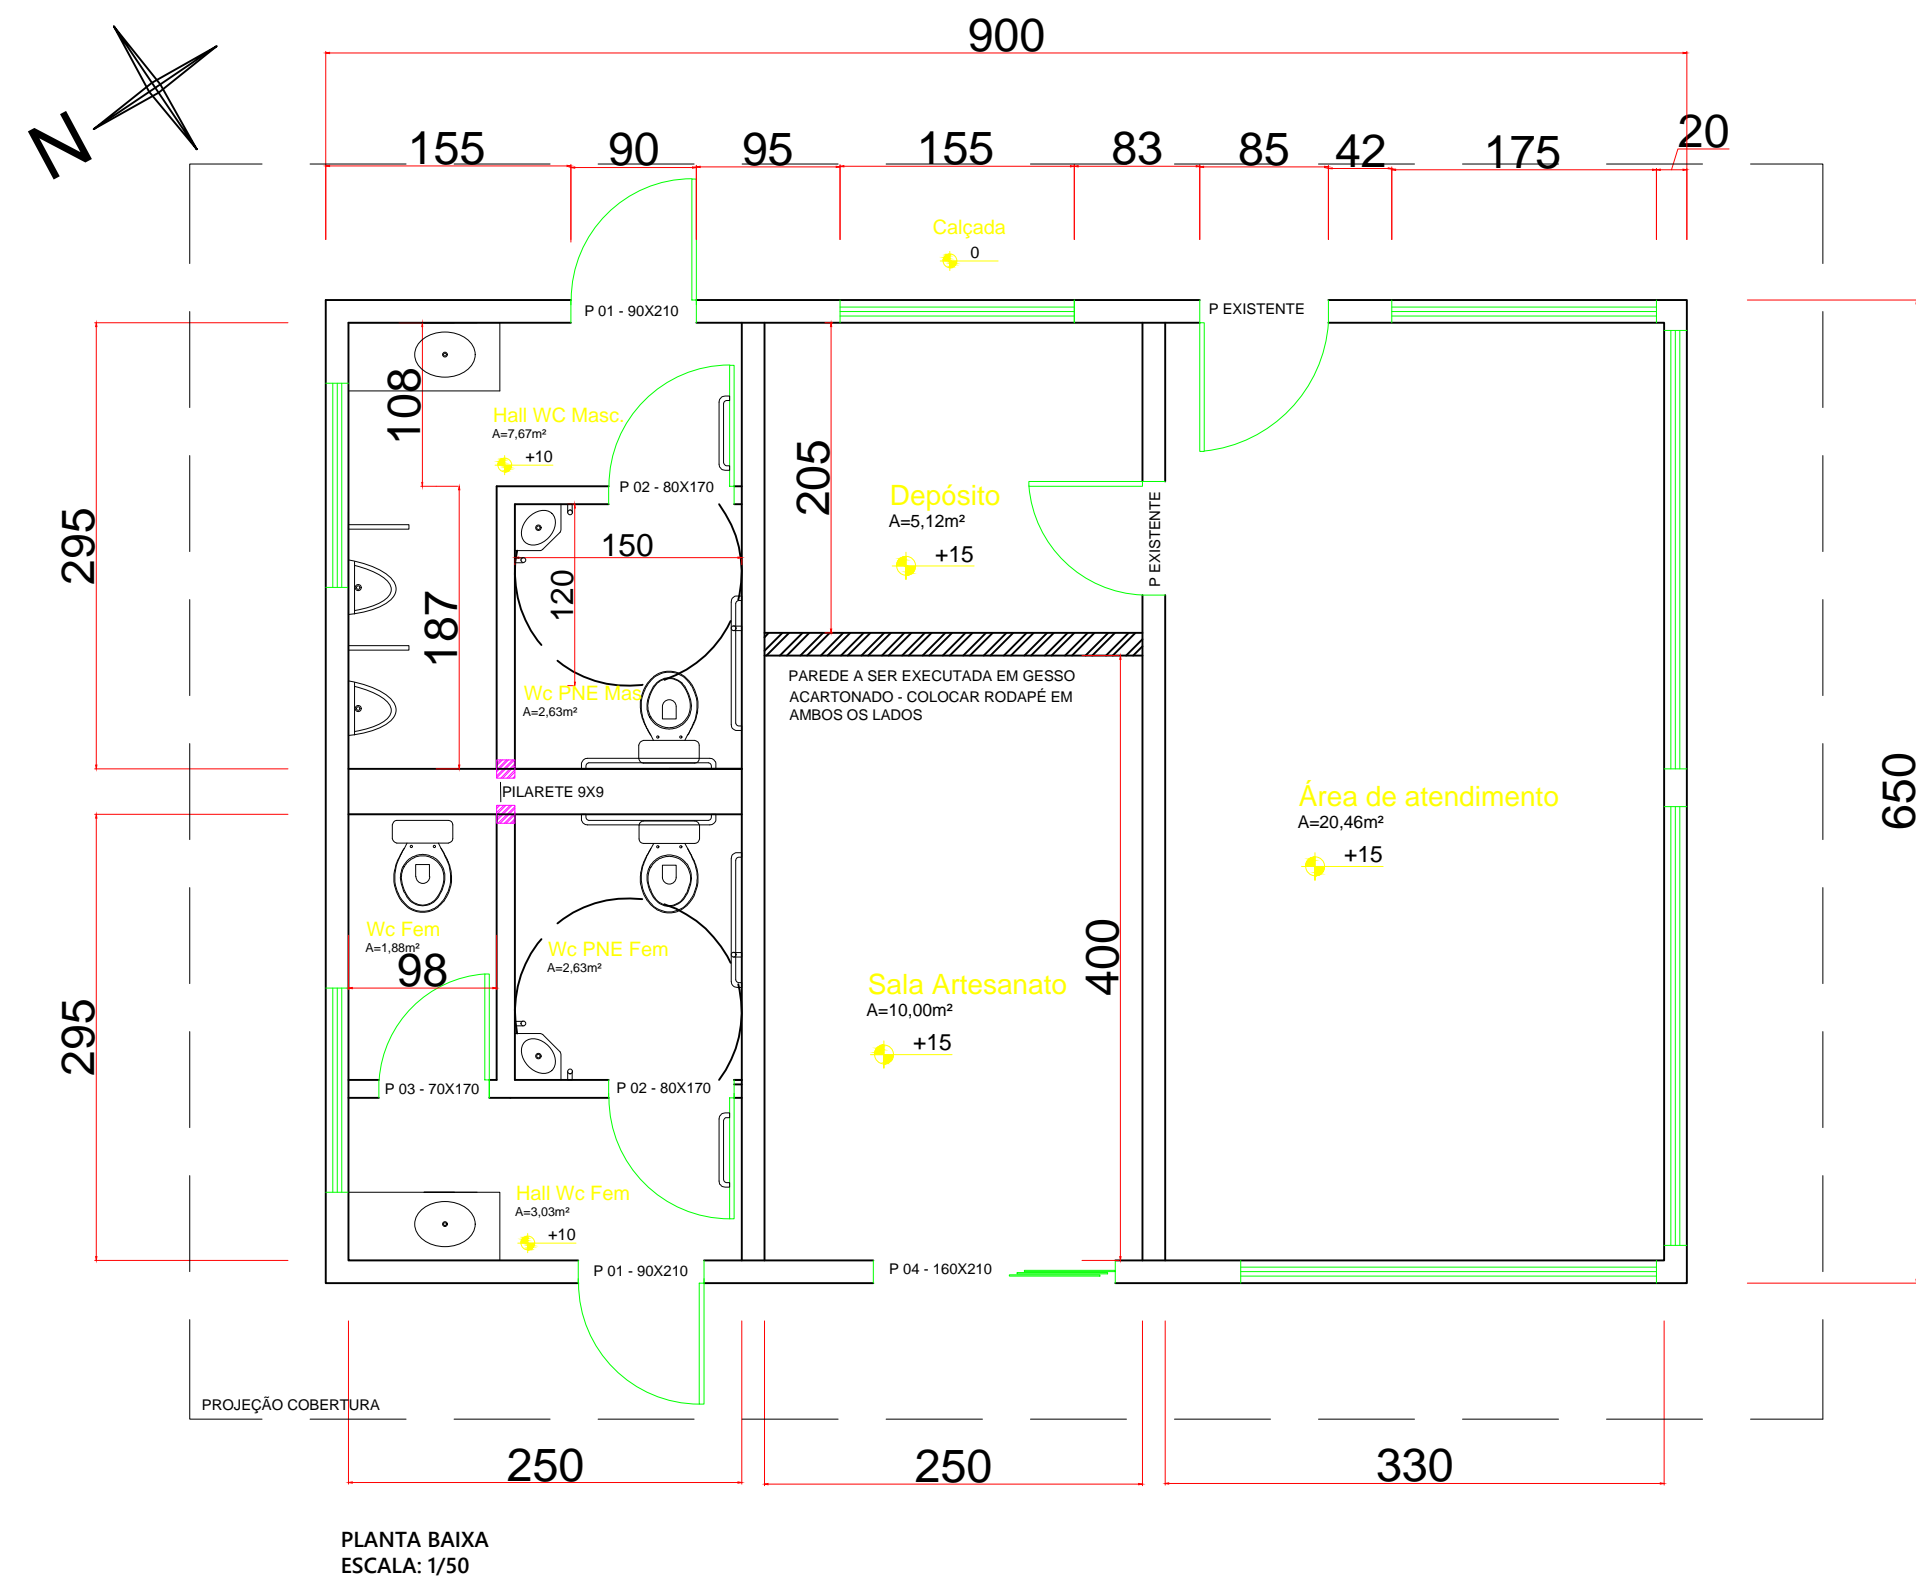 900
N
155
90
95
155
83
85
42
175
20
Calçada
0
P 01 - 90X210
P EXISTENTE
108
Hall WC Masc.
A=7,67m²
+10
P 02 - 80X170
205
Depósito
A=5,12m²
+15
P EXISTENTE
295
150
120
187
Wc PNE Mas
A=2,63m²
PAREDE A SER EXECUTADA EM GESSO
ACARTONADO - COLOCAR RODAPÉ EM
AMBOS OS LADOS
PILARETE 9X9
Área de atendimento
A=20,46m²
+15
650
Wc Fem
A=1,88m²
98
Wc PNE Fem
A=2,63m²
400
Sala Artesanato
A=10,00m²
+15
295
P 03 - 70X170
P 02 - 80X170
Hall Wc Fem
A=3,03m²
+10
P 01 - 90X210
P 04 - 160X210
PROJEÇÃO COBERTURA
250
250
330
PLANTA BAIXA
ESCALA: 1/50